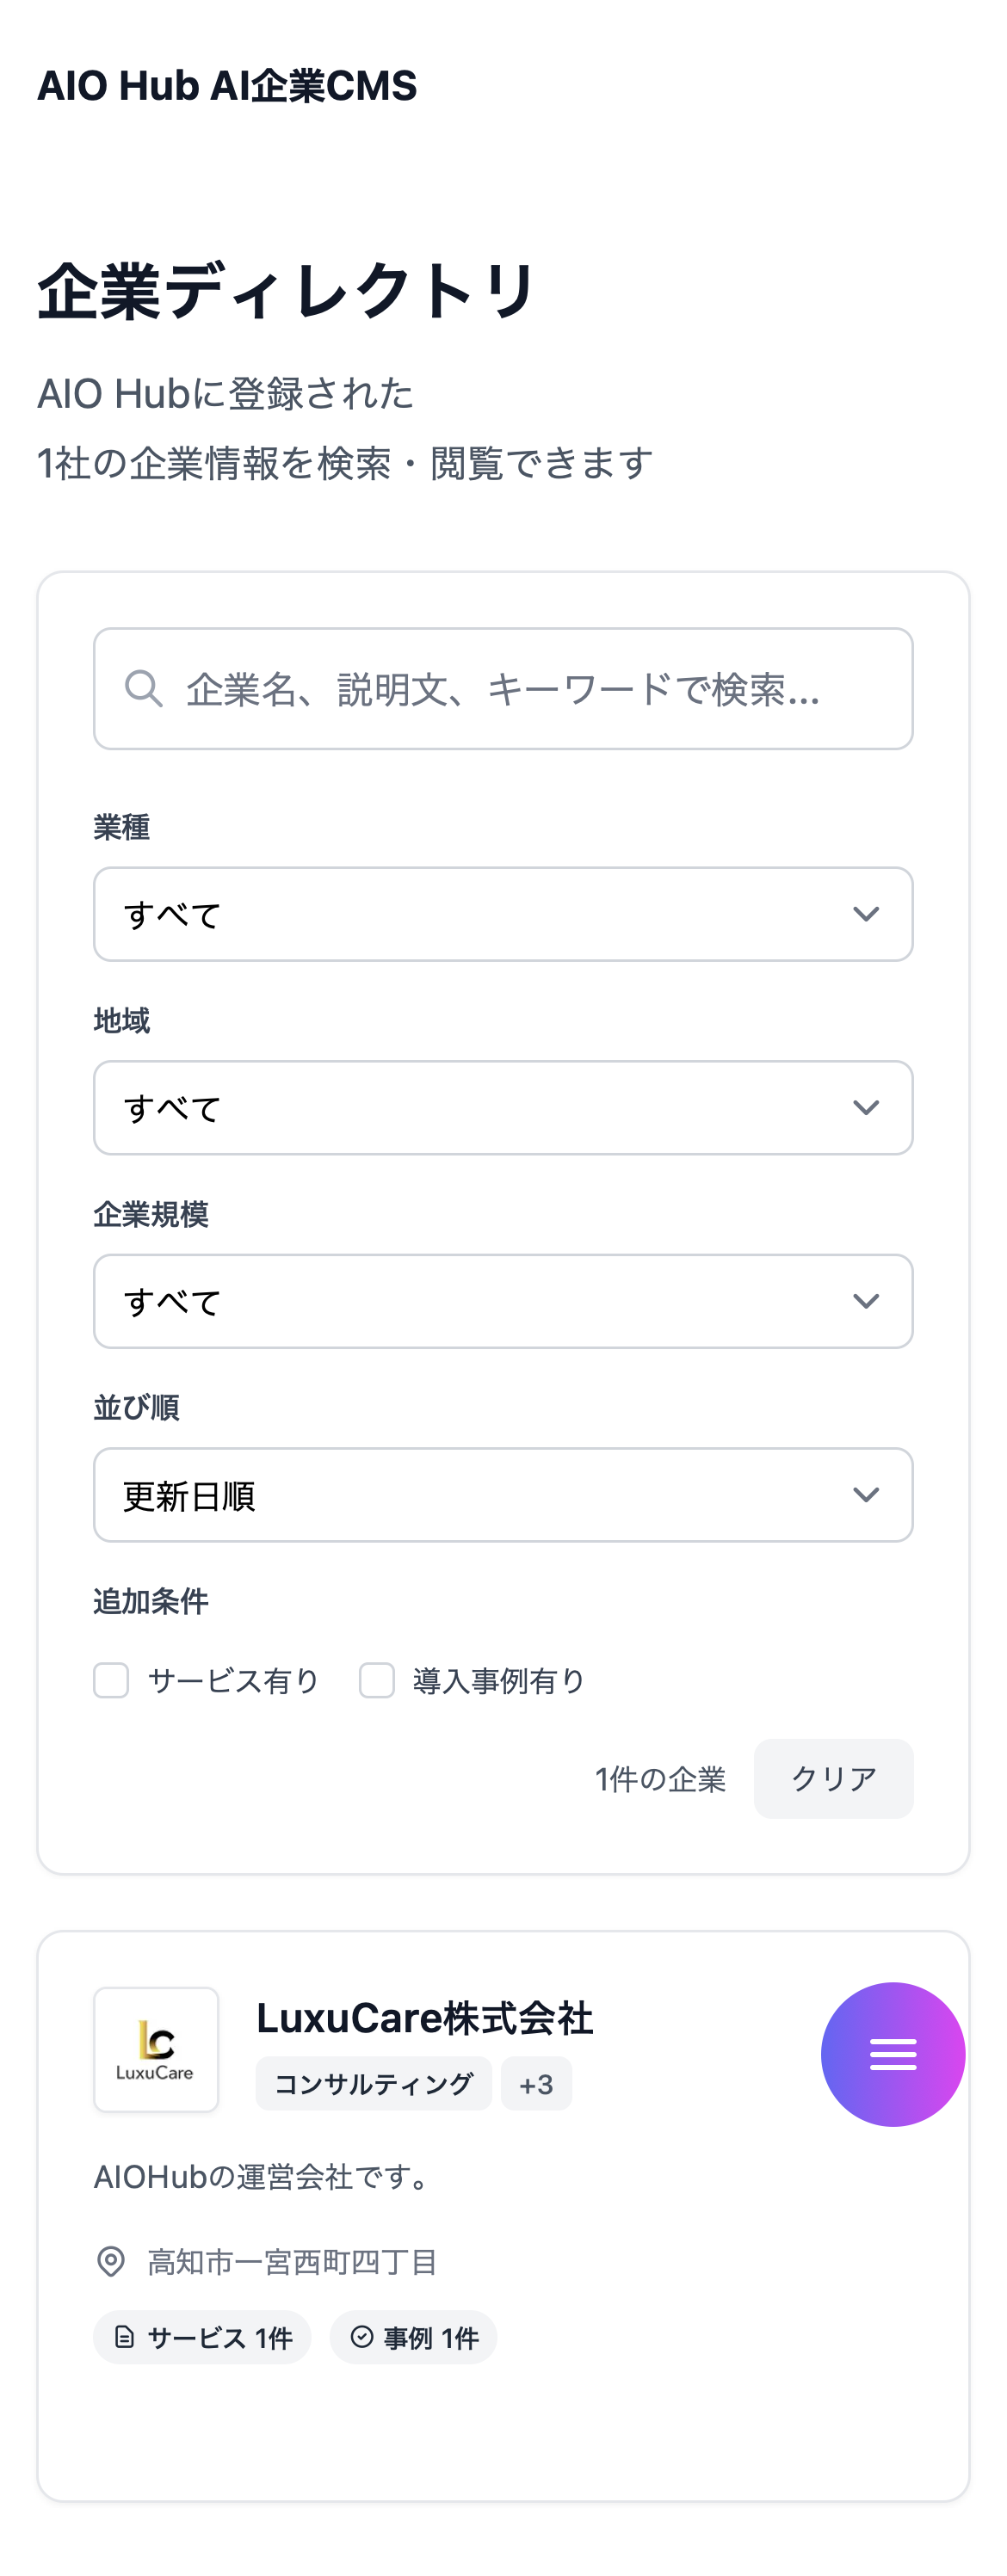 AIO Hub AI企業CMS
企業ディレクトリ
AIO Hubに登録された
1社の企業情報を検索・閲覧できます
企業名、説明文、キーワードで検索...
業種
すべて
地域
すべて
企業規模
すべて
並び順
更新日順
追加条件
サービス有り 導入事例有り
1件の企業 クリア
LuxuCare株式会社
LC
LuxuCare
コンサルティング +3
AIOHubの運営会社です。
高知市一宮西町四丁目
サービス 1件 事例 1件